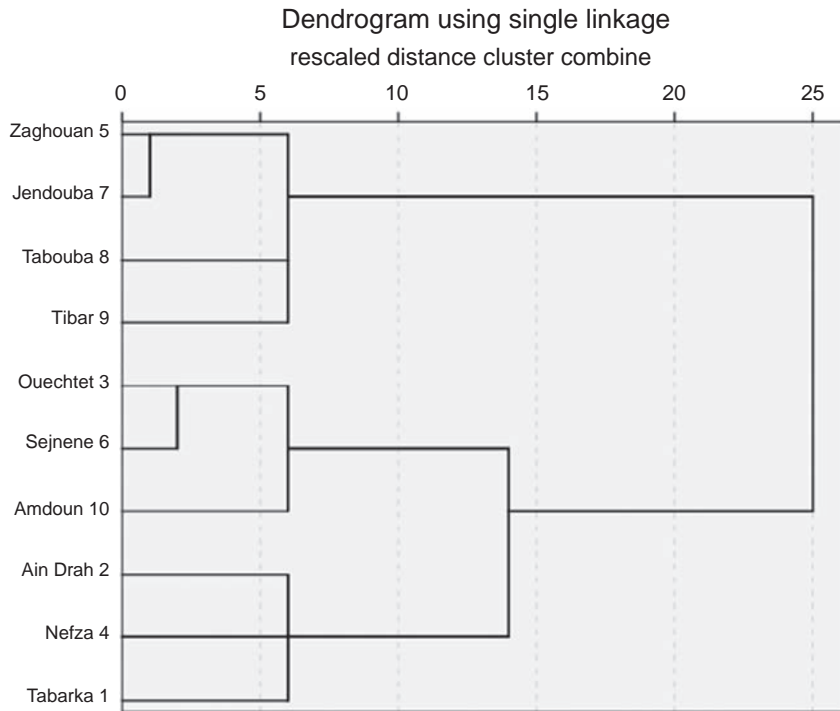 Dendrogram using single linkage
rescaled distance cluster combine
0 5 10 15 20 25
Zaghouan 5
Jendouba 7
Tabouba 8
Tibar 9
Ouechtet 3
Sejnene 6
Amdoun 10
Ain Drah 2
Nefza 4
Tabarka 1